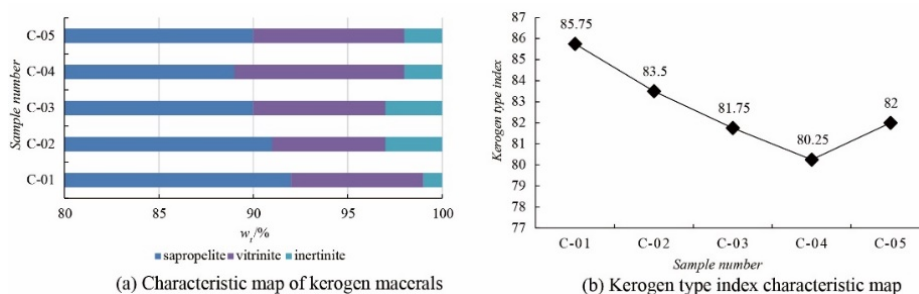 Sample number
C-05
C-04
C-03
C-02
C-01
80 85 90 95 100
wt/%
sapropelite vitrinite inertinite
(a) Characteristic map of kerogen macerals
Kerogen type index
87
86
85
84
83
82
81
80
79
78
77
85.75
83.5
81.75
80.25
82
C-01 C-02 C-03 C-04 C-05
Sample number
(b) Kerogen type index characteristic map